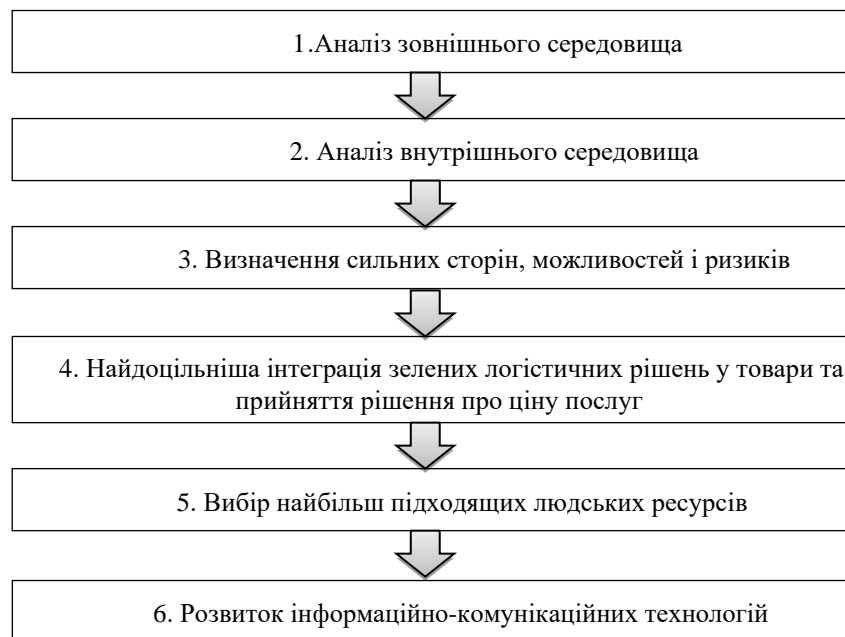 1.Аналіз зовнішнього середовища
2. Аналіз внутрішнього середовища
3. Визначення сильних сторін, можливостей і ризиків
4. Найдоцільніша інтеграція зелених логістичних рішень у товари та
прийняття рішення про ціну послуг
5. Вибір найбільш підходящих людських ресурсів
6. Розвиток інформаційно-комунікаційних технологій